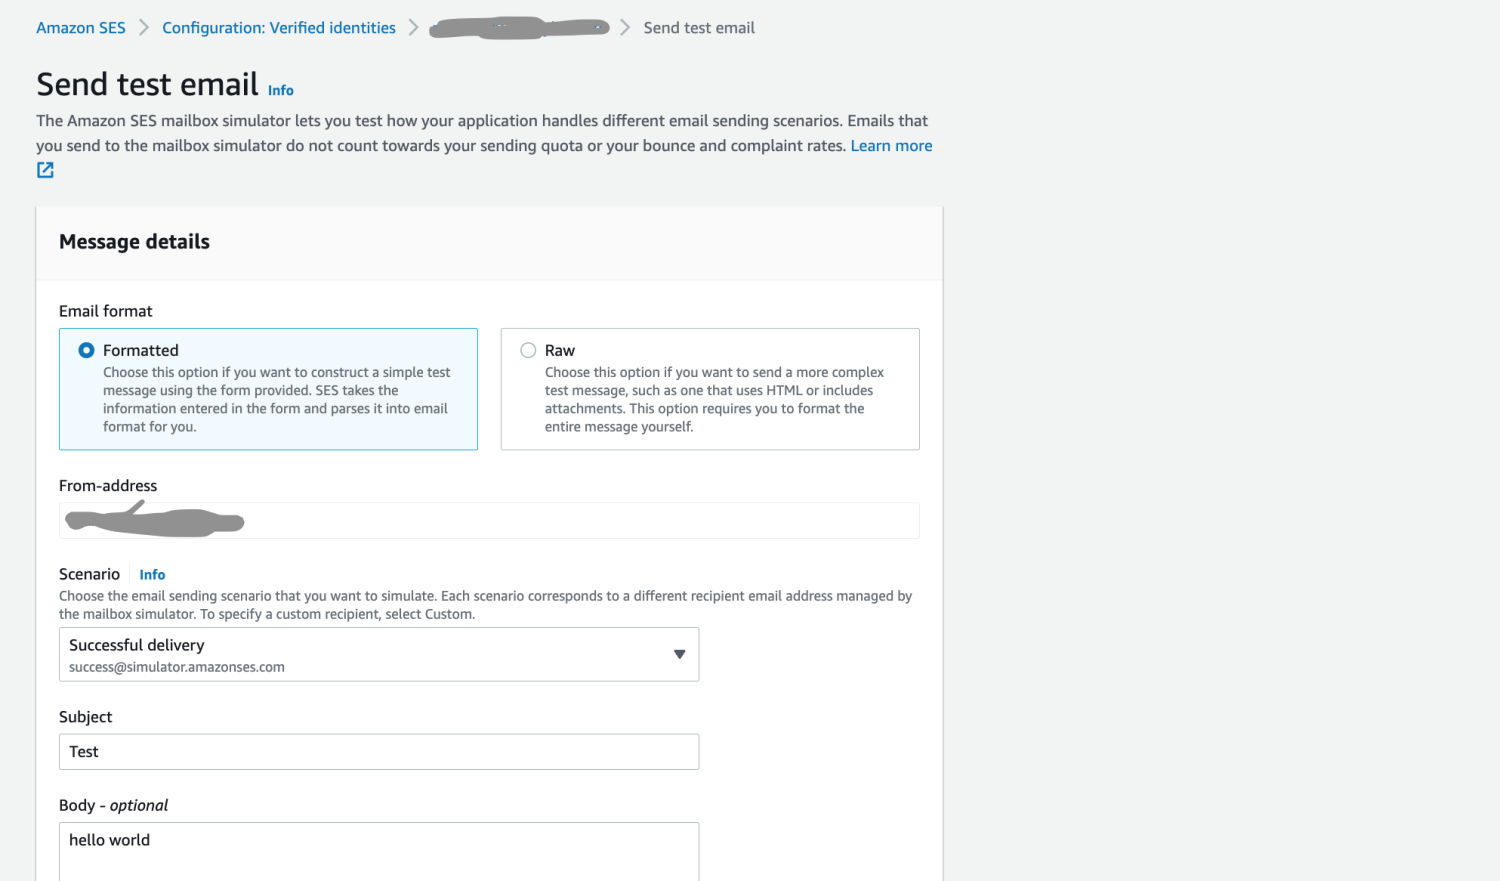 Amazon SES > Configuration: Verified identities > > Send test email
Send test email Info
The Amazon SES mailbox simulator lets you test how your application handles different email sending scenarios. Emails that
you send to the mailbox simulator do not count towards your sending quota or your bounce and complaint rates. Learn more
Message details
Email format
Formatted
Choose this option if you want to construct a simple test
message using the form provided. SES takes the
information entered in the form and parses it into email
format for you.
Raw
Choose this option if you want to send a more complex
test message, such as one that uses HTML or includes
attachments. This option requires you to format the
entire message yourself.
From-address
Scenario Info
Choose the email sending scenario that you want to simulate. Each scenario corresponds to a different recipient email address managed by
the mailbox simulator. To specify a custom recipient, select Custom.
Successful delivery
success@simulator.amazonses.com
Subject
Test
Body - optional
hello world